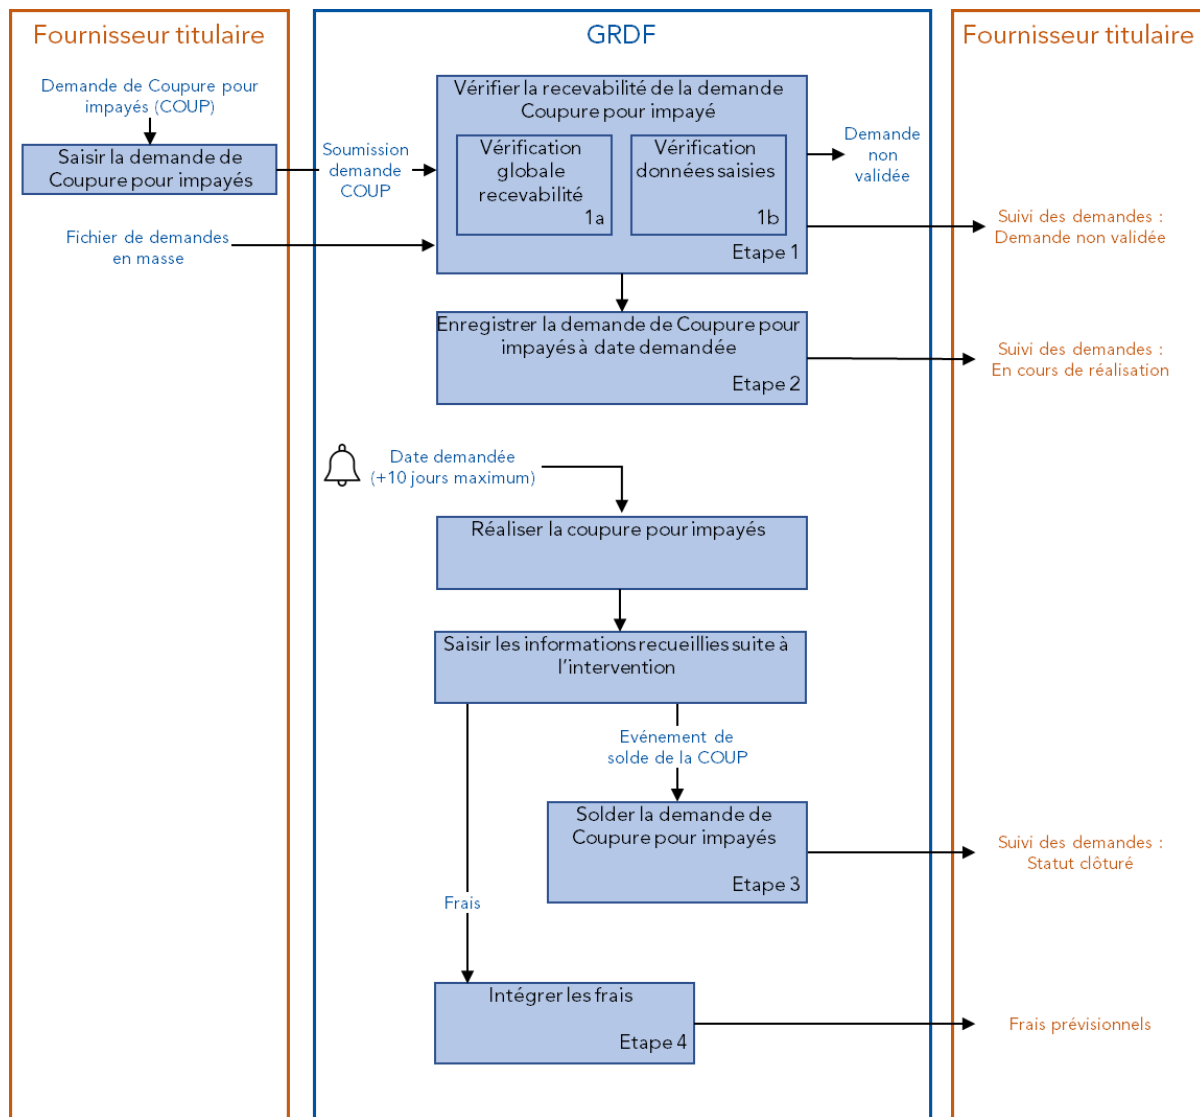 Fournisseur titulaire
GRDF
Fournisseur titulaire
Demande de Coupure pour
impayés (COUP)
Saisir la demande de
Coupure pour impayés
Soumission
demande
COUP
Fichier de demandes
en masse
Vérifier la recevabilité de la demande
Coupure pour impayé
Vérification
globale
recevabilité
1a
Vérification
données saisies
1b
Etape 1
Demande
non
validée
Suivi des demandes :
Demande non validée
Enregistrer la demande de Coupure pour
impayés à date demandée
Etape 2
Suivi des demandes :
En cours de réalisation
Date demandée
(+10 jours maximum)
Réaliser la coupure pour impayés
Saisir les informations recueillies suite à
l’intervention
Evénement de
solde de la COUP
Solder la demande de
Coupure pour impayés
Etape 3
Suivi des demandes :
Statut clôturé
Frais
Intégrer les frais
Etape 4
Frais prévisionnels